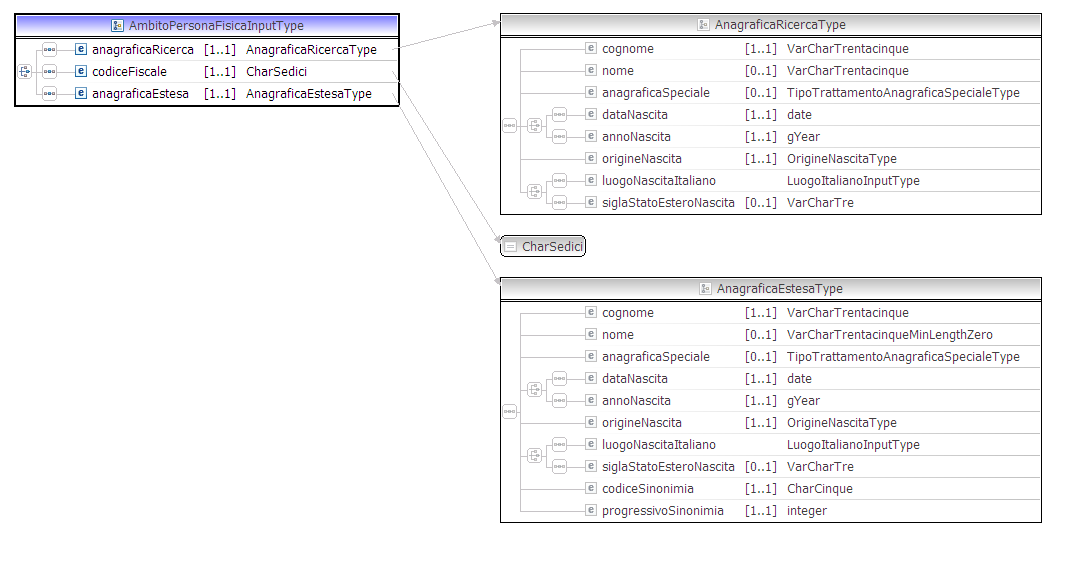 AmbitoPersonaFisicaInputType
anagraficaRicerca [1..1] AnagraficaRicercaType
codiceFiscale [1..1] CharSedici
anagraficaEstesa [1..1] AnagraficaEstesaType
AnagraficaRicercaType
cognome [1..1] VarCharTrentacinque
nome [0..1] VarCharTrentacinque
anagraficaSpeciale [0..1] TipoTrattamentoAnagraficaSpecialeType
dataNascita [1..1] date
annoNascita [1..1] gYear
origineNascita [1..1] OrigineNascitaType
luogoNascitaItaliano LuogoItalianoInputType
siglaStatoEsteroNascita [0..1] VarCharTre
CharSedici
AnagraficaEstesaType
cognome [1..1] VarCharTrentacinque
nome [0..1] VarCharTrentacinqueMinLengthZero
anagraficaSpeciale [0..1] TipoTrattamentoAnagraficaSpecialeType
dataNascita [1..1] date
annoNascita [1..1] gYear
origineNascita [1..1] OrigineNascitaType
luogoNascitaItaliano LuogoItalianoInputType
siglaStatoEsteroNascita [0..1] VarCharTre
codiceSinonimia [1..1] CharCinque
progressivoSinonimia [1..1] integer